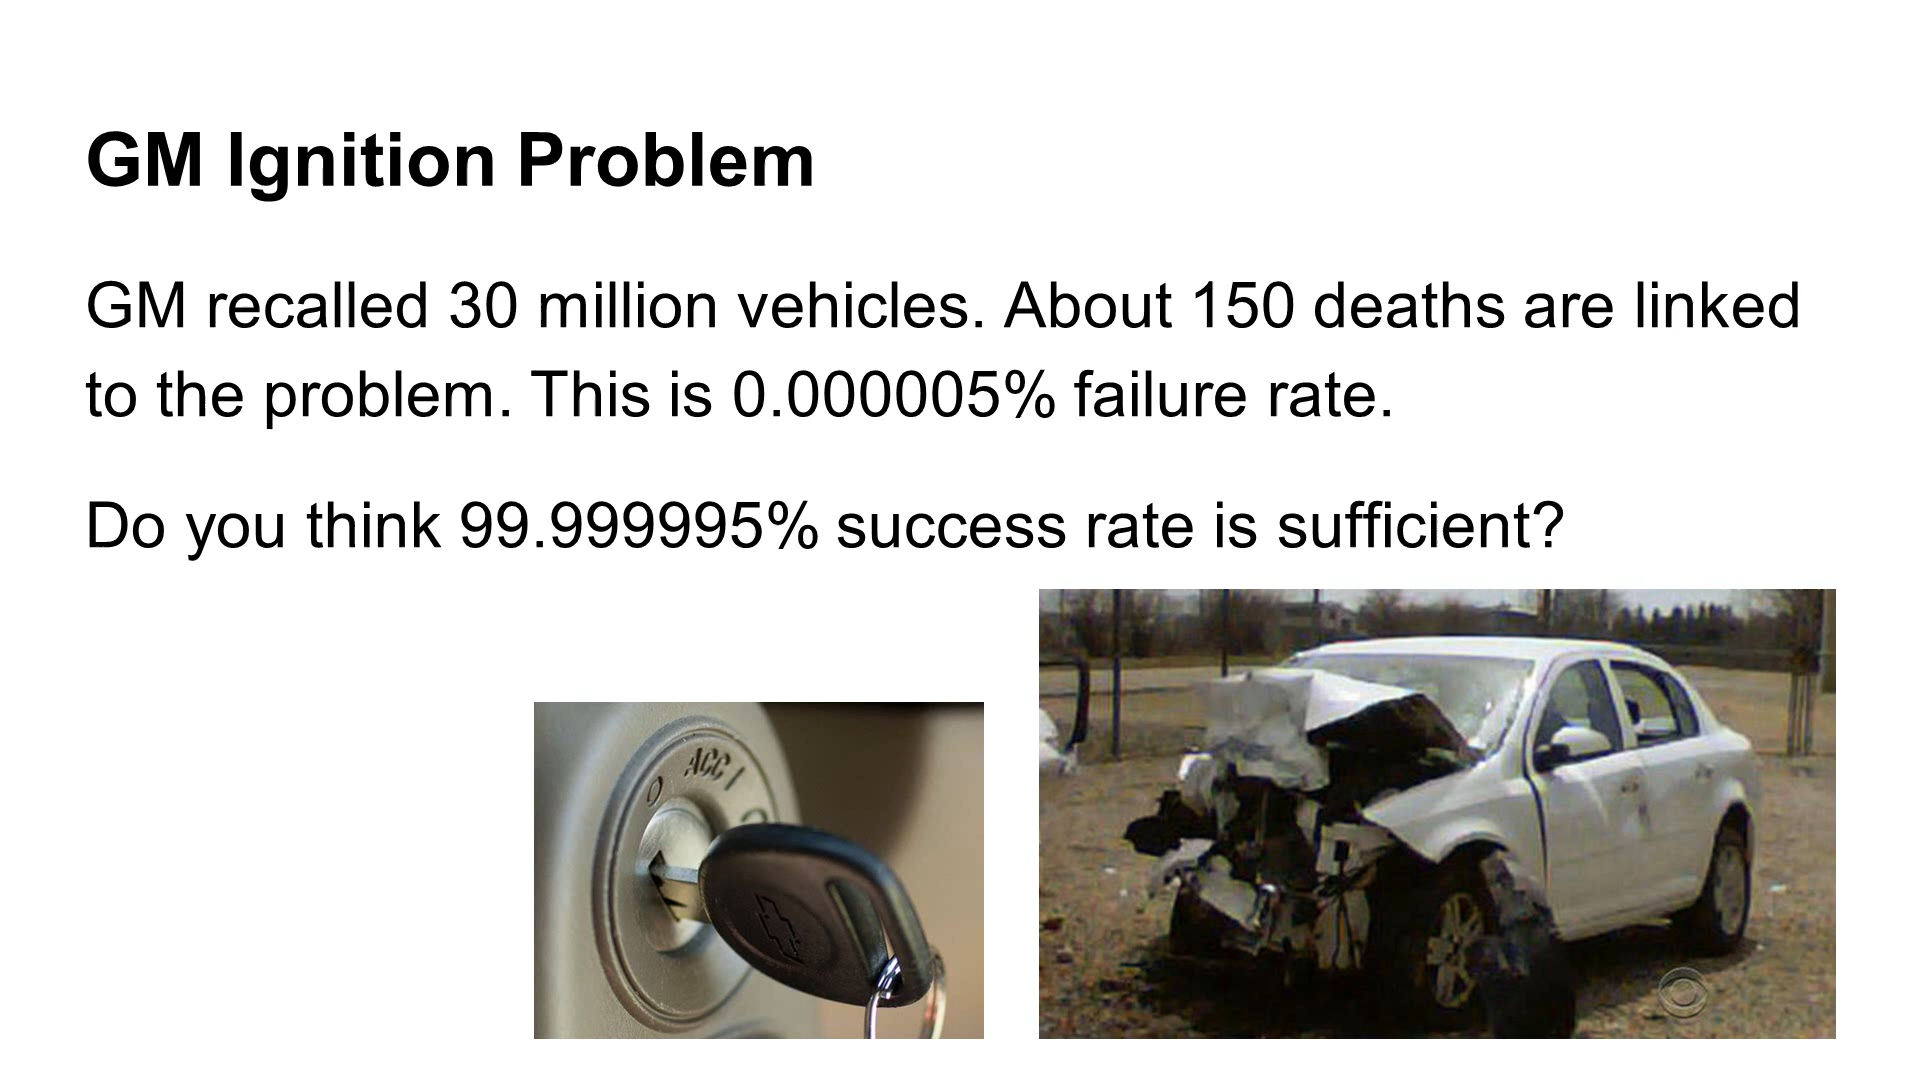 GM Ignition Problem
GM recalled 30 million vehicles. About 150 deaths are linked
to the problem. This is 0.000005% failure rate.
Do you think 99.999995% success rate is sufficient?
O ACC I